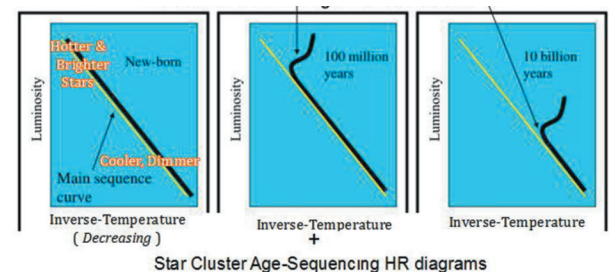 Hotter &
Brighter
Stars
New-born
Luminosity
Cooler, Dimmer
Main sequence
curve
Inverse-Temperature
( Decreasing )
100 million
years
Luminosity
Inverse-Temperature
+
10 billion
years
Luminosity
Inverse-Temperature
Star Cluster Age-Sequencing HR diagrams